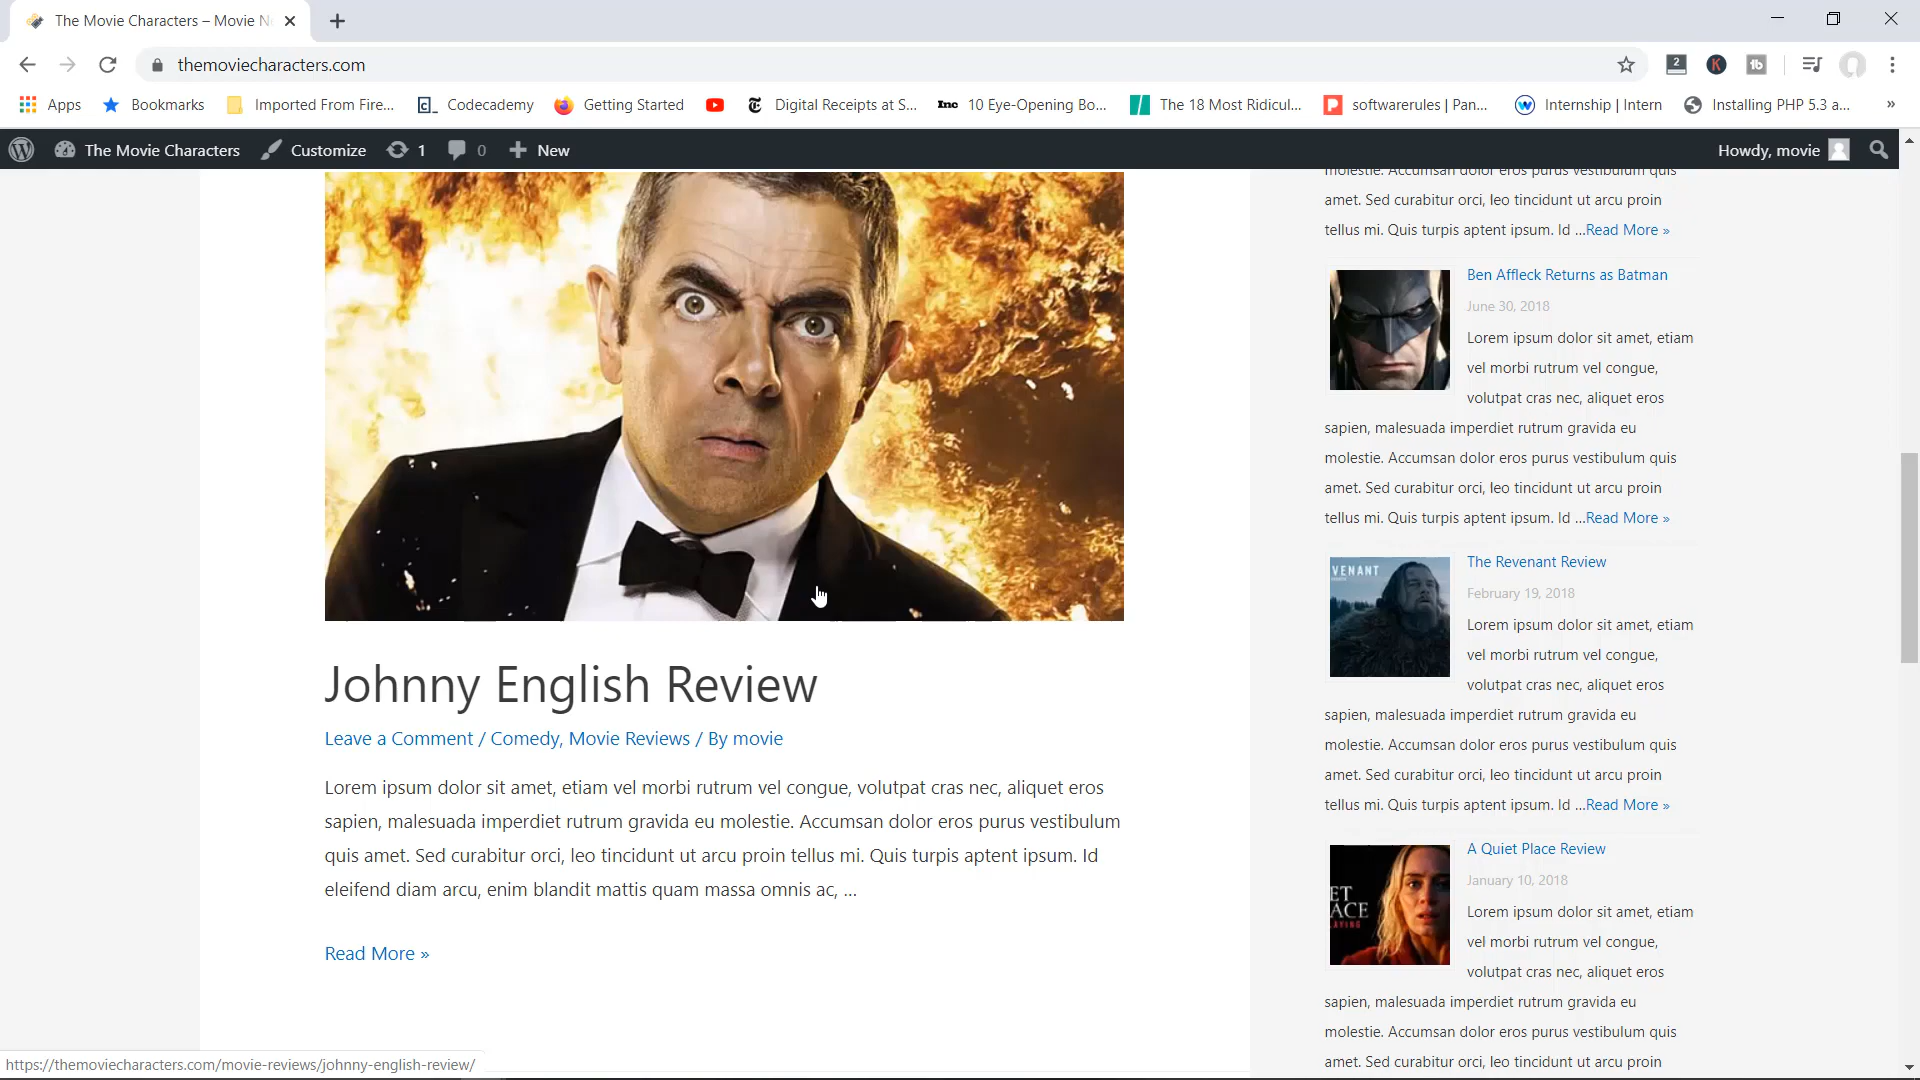 The Movie Characters – Movie N
themoviecharacters.com
2
K
tb
Apps
Bookmarks
Imported From Fire...
c_
Codecademy
Getting Started
Digital Receipts at S...
Inc
10 Eye-Opening Bo...
The 18 Most Ridicul...
softwarerules | Pan...
Internship | Intern
Installing PHP 5.3 a...
»
The Movie Characters
Customize
1
0
New
Howdy, movie
Johnny English Review
Leave a Comment / Comedy, Movie Reviews / By movie
Lorem ipsum dolor sit amet, etiam vel morbi rutrum vel congue, volutpat cras nec, aliquet eros
sapien, malesuada imperdiet rutrum gravida eu molestie. Accumsan dolor eros purus vestibulum
quis amet. Sed curabitur orci, leo tincidunt ut arcu proin tellus mi. Quis turpis aptent ipsum. Id
eleifend diam arcu, enim blandit mattis quam massa omnis ac, ...
Read More »
molestie. Accumsan dolor eros purus vestibulum quis
amet. Sed curabitur orci, leo tincidunt ut arcu proin
tellus mi. Quis turpis aptent ipsum. Id ...Read More »
Ben Affleck Returns as Batman
June 30, 2018
Lorem ipsum dolor sit amet, etiam
vel morbi rutrum vel congue,
volutpat cras nec, aliquet eros
sapien, malesuada imperdiet rutrum gravida eu
molestie. Accumsan dolor eros purus vestibulum quis
amet. Sed curabitur orci, leo tincidunt ut arcu proin
tellus mi. Quis turpis aptent ipsum. Id ...Read More »
VENANT
The Revenant Review
February 19, 2018
Lorem ipsum dolor sit amet, etiam
vel morbi rutrum vel congue,
volutpat cras nec, aliquet eros
sapien, malesuada imperdiet rutrum gravida eu
molestie. Accumsan dolor eros purus vestibulum quis
amet. Sed curabitur orci, leo tincidunt ut arcu proin
tellus mi. Quis turpis aptent ipsum. Id ...Read More »
ET
ACE
A Quiet Place Review
January 10, 2018
Lorem ipsum dolor sit amet, etiam
vel morbi rutrum vel congue,
volutpat cras nec, aliquet eros
sapien, malesuada imperdiet rutrum gravida eu
molestie. Accumsan dolor eros purus vestibulum quis
amet. Sed curabitur orci, leo tincidunt ut arcu proin
https://themoviecharacters.com/movie-reviews/johnny-english-review/